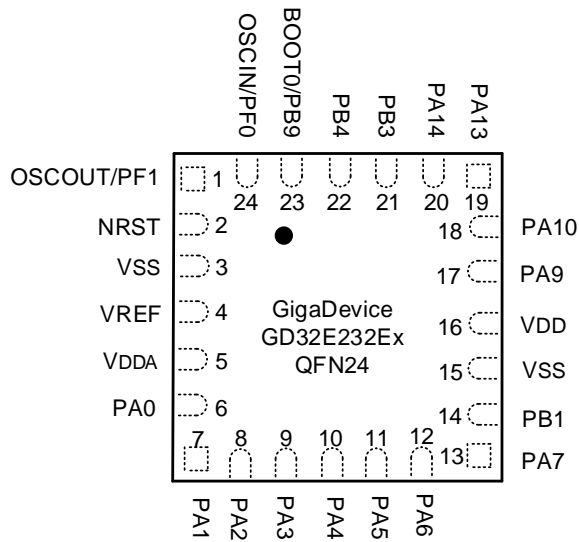 OSCIN/PF0
BOOT0/PB9
PB4
PB3
PA14
PA13
OSCOUT/PF1
1
24
23
22
21
20
19
NRST
2
18
PA10
VSS
3
17
PA9
VREF
4
GigaDevice
GD32E232Ex
QFN24
16
VDD
VDDA
5
15
VSS
PA0
6
14
PB1
7
8
9
10
11
12
13
PA7
PA1
PA2
PA3
PA4
PA5
PA6